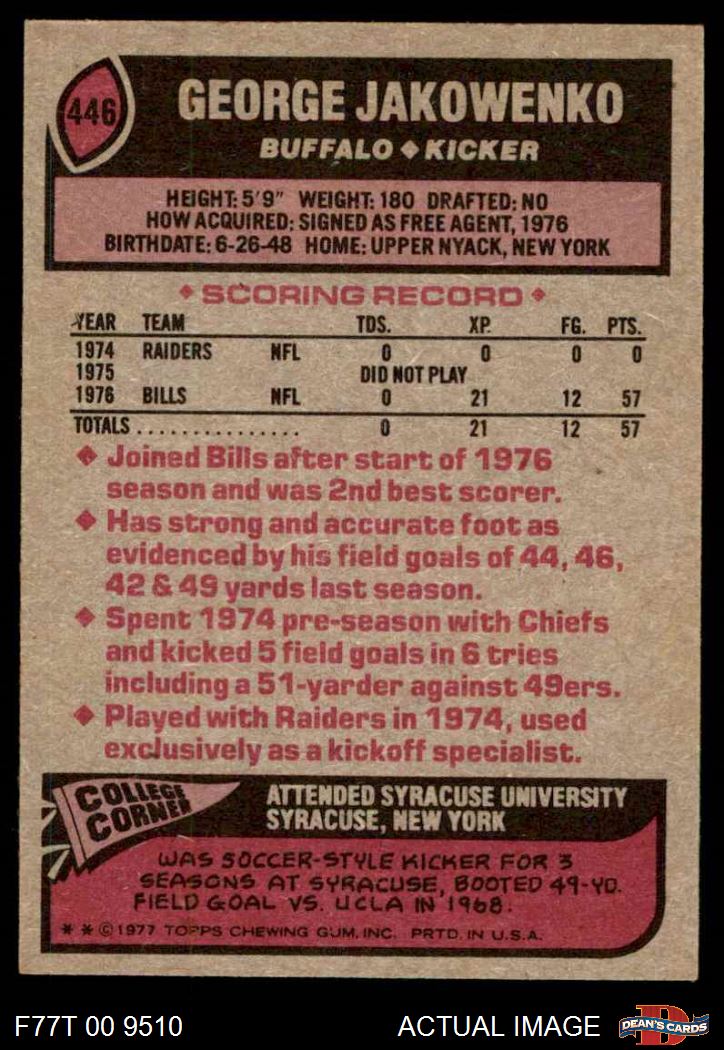 446
GEORGE JAKOWENKO
BUFFALO ◆ KICKER
HEIGHT: 5'9" WEIGHT: 180 DRAFTED: NO
HOW ACQUIRED: SIGNED AS FREE AGENT, 1976
BIRTHDATE: 6-26-48 HOME: UPPER NYACK, NEW YORK
◆ SCORING RECORD ◆
YEAR TEAM TDS. XP. FG. PTS.
1974 RAIDERS NFL 0 0 0 0
1975 DID NOT PLAY
1976 BILLS NFL 0 21 12 57
TOTALS ............... 0 21 12 57
◆ Joined Bills after start of 1976
season and was 2nd best scorer.
◆ Has strong and accurate foot as
evidenced by his field goals of 44, 46,
42 & 49 yards last season.
◆ Spent 1974 pre-season with Chiefs
and kicked 5 field goals in 6 tries
including a 51-yarder against 49ers.
◆ Played with Raiders in 1974, used
exclusively as a kickoff specialist.
COLLEGE
CORNER
ATTENDED SYRACUSE UNIVERSITY
SYRACUSE, NEW YORK
WAS SOCCER-STYLE KICKER FOR 3
SEASONS AT SYRACUSE, BOOTED 49-YD.
FIELD GOAL VS. UCLA IN 1968.
* * © 1977 TOPPS CHEWING GUM, INC. PRTD. IN U.S.A.
F77T 00 9510 ACTUAL IMAGE
D
DEAN'S CARDS